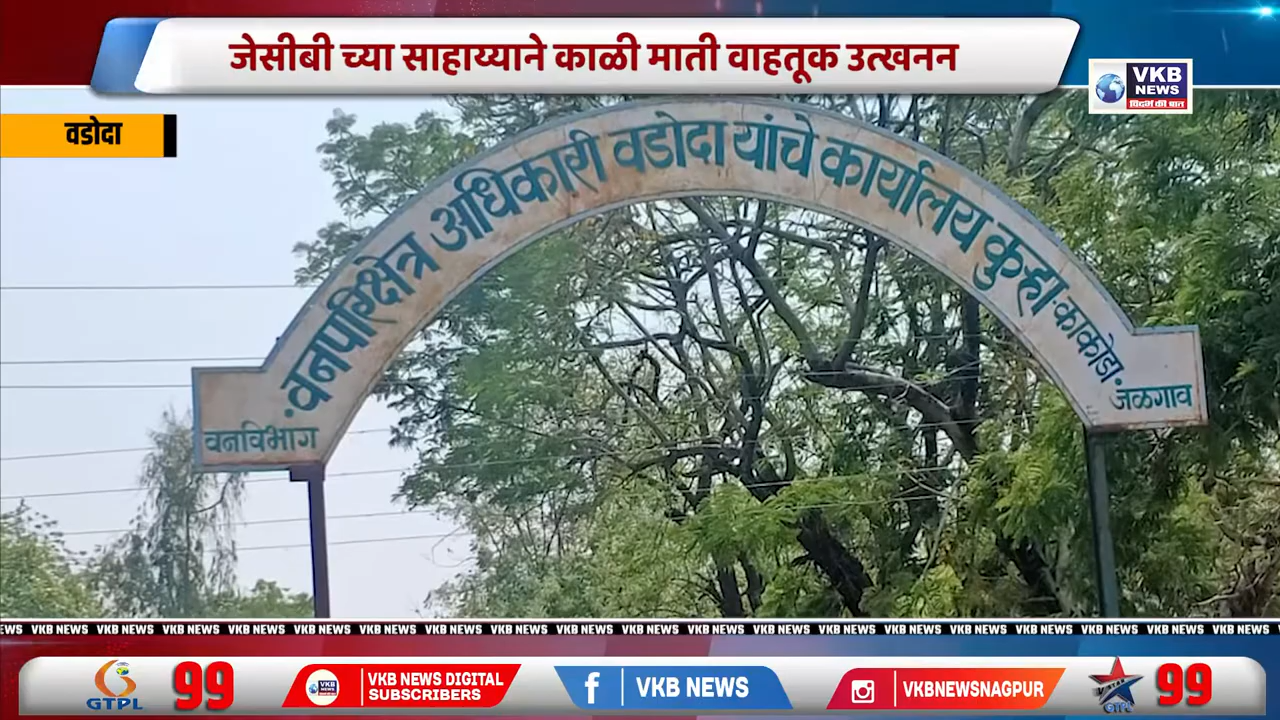 जेसीबी च्या साहाय्याने काळी माती वाहतूक उत्खनन
VKB
NEWS
विदर्भ की बात
वडोदा
वनपरिक्षेत्र अधिकारी वडोदा यांचे कार्यालय कुऱ्हा-काकोडा
वनविभाग
जळगाव
EWS VKB NEWS VKB NEWS VKB NEWS VKB NEWS VKB NEWS VKB NEWS VKB NEWS VKB NEWS VKB NEWS VKB NEWS VKB NEWS VKB NEWS VKB NEWS VKB NEWS VKB NEWS VKB NEWS VKB NEWS VKB NEWS VKB NEWS
GTPL 99
VKB NEWS
VKB NEWS DIGITAL
SUBSCRIBERS
f VKB NEWS
VKBNEWSNAGPUR
GTPL 99